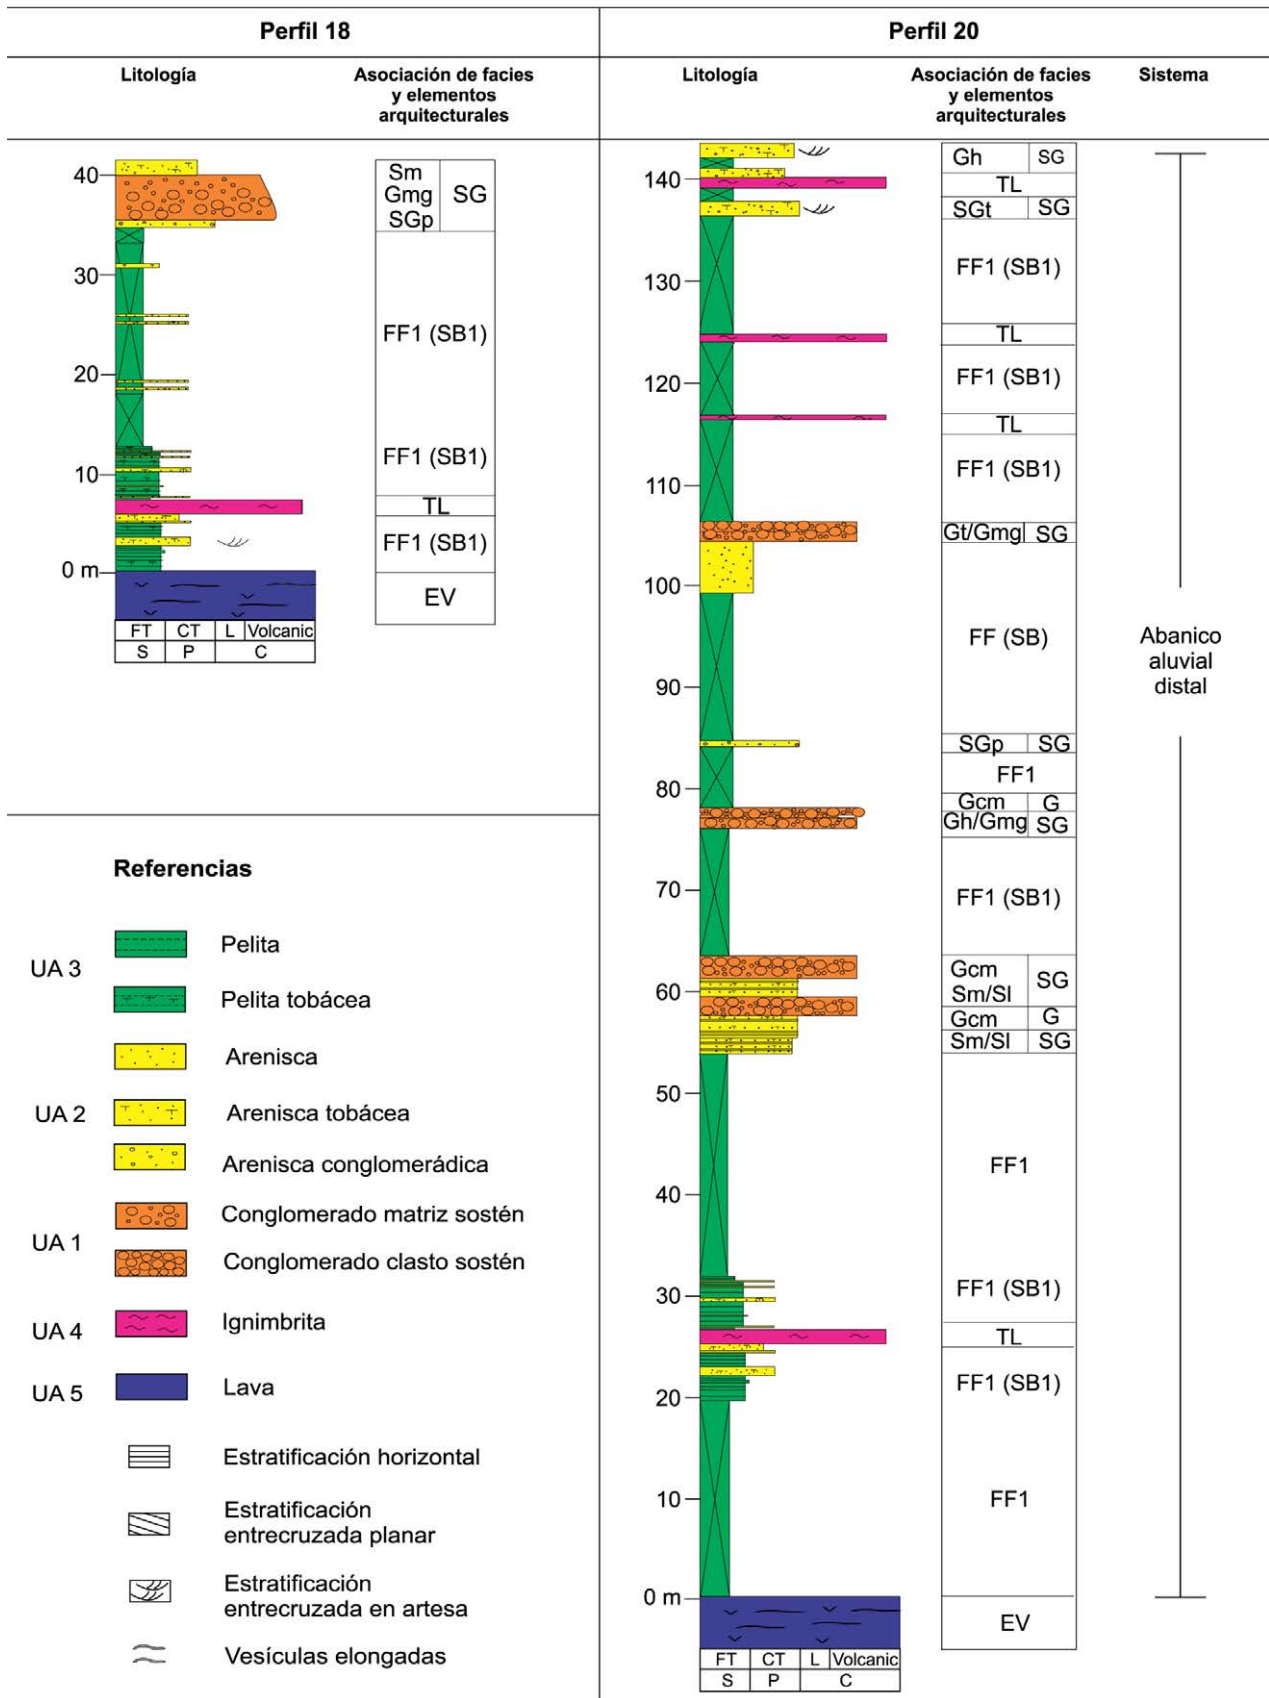 Perfil 18
Litología
Asociación de facies
y elementos
arquitecturales
40
30
20
10
0 m
Sm
Gmg
SGp
SG
FF1 (SB1)
FF1 (SB1)
TL
FF1 (SB1)
EV
FT CT L Volcanic
S P C
Perfil 20
Litología
Asociación de facies
y elementos
arquitecturales
Sistema
140
130
120
110
100
90
80
70
60
50
40
30
20
10
0 m
Gh SG
TL
SGt SG
FF1 (SB1)
TL
FF1 (SB1)
TL
FF1 (SB1)
Gt/Gmg SG
FF (SB)
SGp SG
FF1
Gcm G
Gh/Gmg SG
FF1 (SB1)
Gcm
Sm/Sl
SG
Gcm G
Sm/Sl SG
FF1
FF1 (SB1)
TL
FF1 (SB1)
FF1
EV
Abanico
aluvial
distal
FT CT L Volcanic
S P C
Referencias
UA 3
Pelita
Pelita tobácea
UA 2
Arenisca
Arenisca tobácea
Arenisca conglomerádica
UA 1
Conglomerado matriz sostén
Conglomerado clasto sostén
UA 4
Ignimbrita
UA 5
Lava
Estratificación horizontal
Estratificación
entrecruzada planar
Estratificación
entrecruzada en artesa
Vesículas elongadas